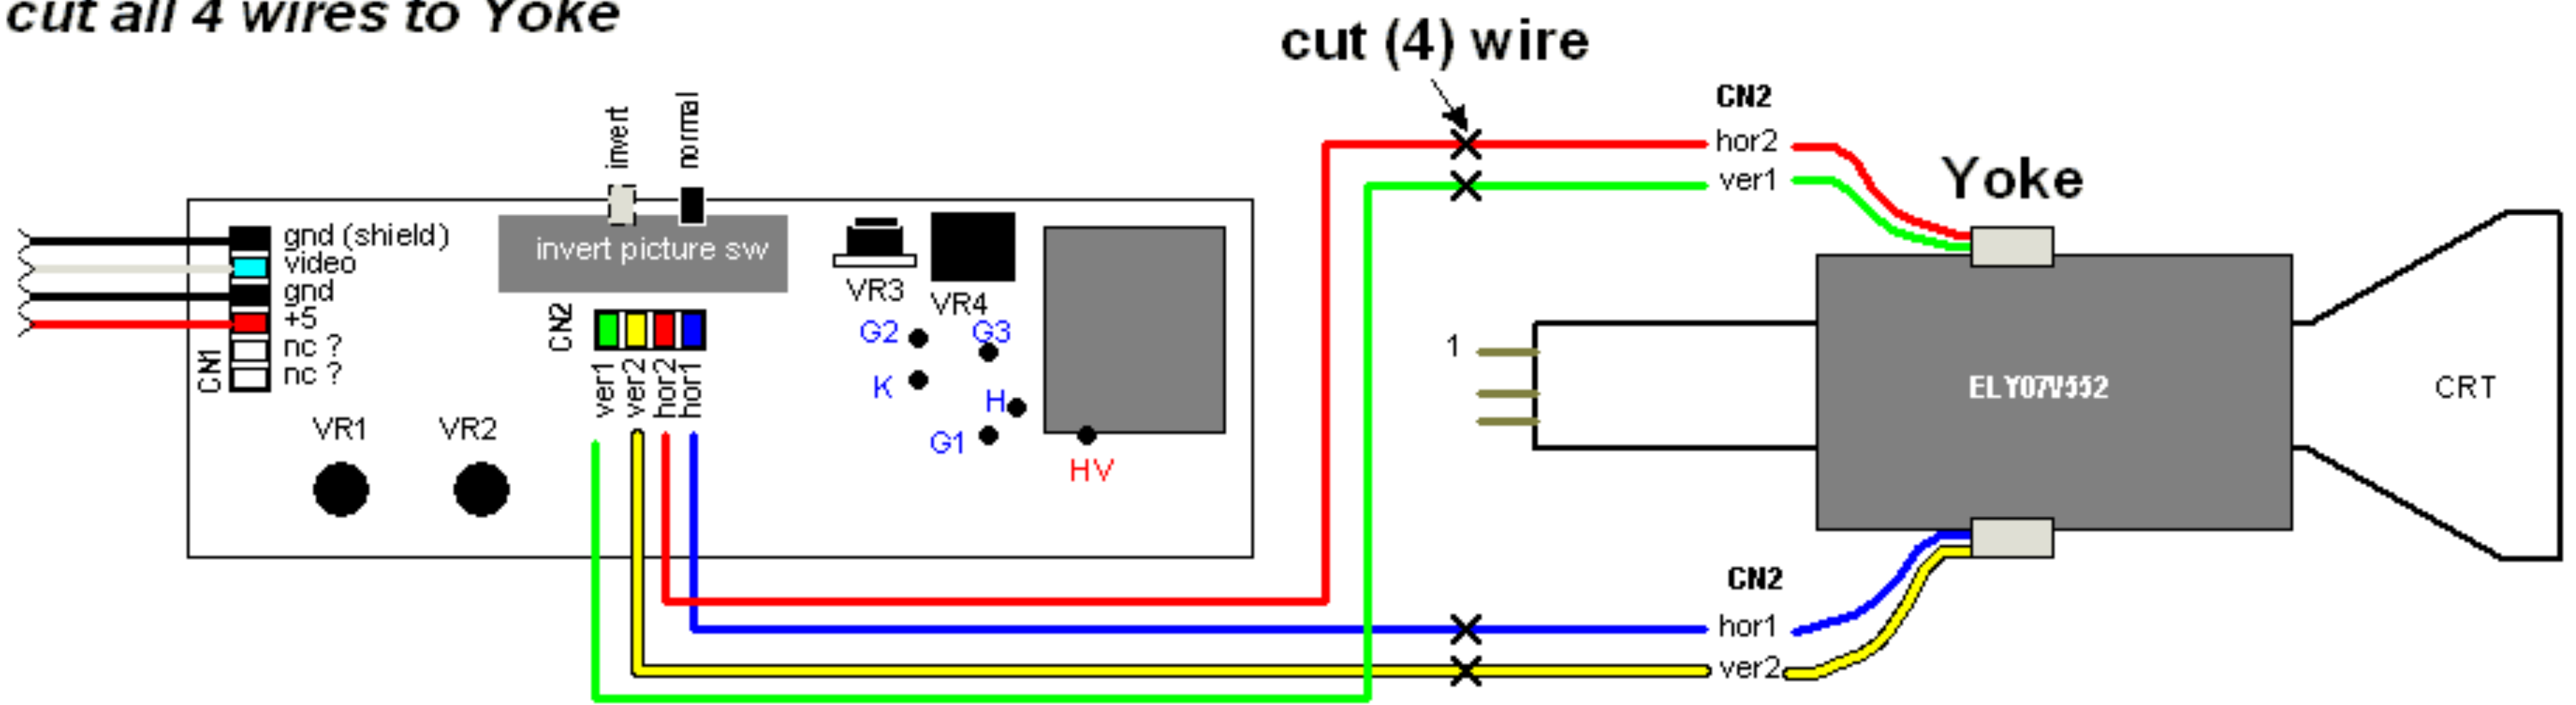 cut all 4 wires to Yoke
cut (4) wire
CN2
hor2
ver1
Yoke
invert
normal
gnd (shield)
video
gnd
+5
nc ?
nc ?
CN1
invert picture sw
CN2
ver1
ver2
hor2
hor1
VR3
VR4
G2
G3
K
H
G1
HV
VR1
VR2
1
ELY07V552
CRT
CN2
hor1
ver2